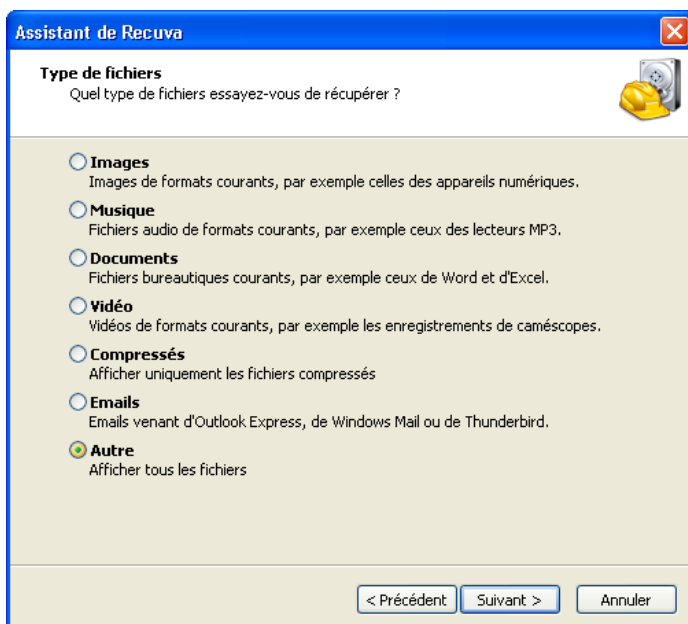 Assistant de Recuva
Type de fichiers
Quel type de fichiers essayez-vous de récupérer ?
Images
Images de formats courants, par exemple celles des appareils numériques.
Musique
Fichiers audio de formats courants, par exemple ceux des lecteurs MP3.
Documents
Fichiers bureautiques courants, par exemple ceux de Word et d'Excel.
Vidéo
Vidéos de formats courants, par exemple les enregistrements de caméscopes.
Compressés
Afficher uniquement les fichiers compressés
Emails
Emails venant d'Outlook Express, de Windows Mail ou de Thunderbird.
Autre
Afficher tous les fichiers
< Précédent Suivant > Annuler